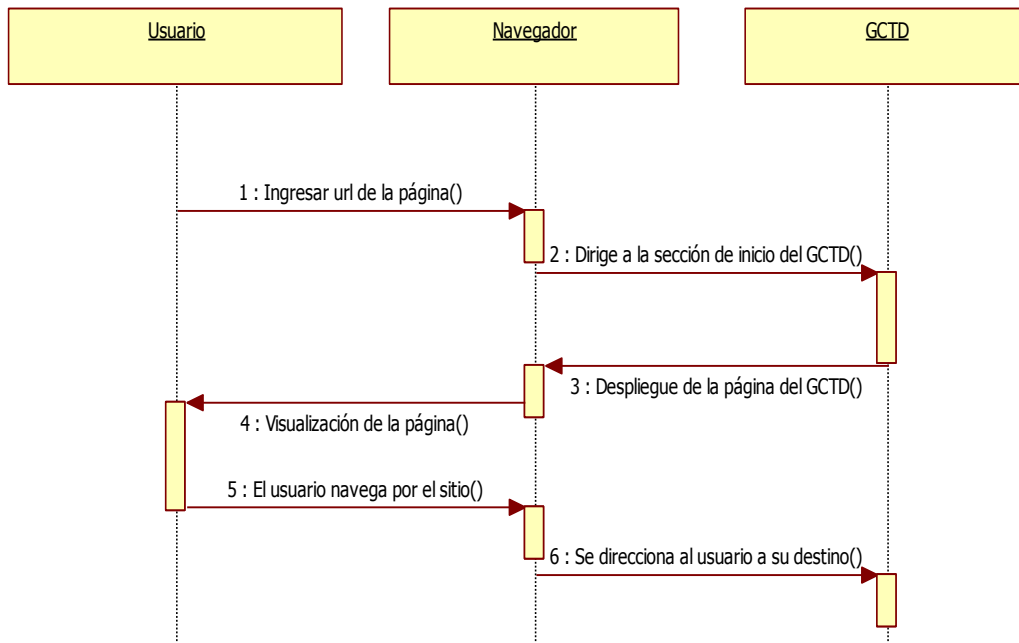 Usuario
Navegador
GCTD
1 : Ingresar url de la página()
2 : Dirige a la sección de inicio del GCTD()
3 : Despliegue de la página del GCTD()
4 : Visualización de la página()
5 : El usuario navega por el sitio()
6 : Se direcciona al usuario a su destino()